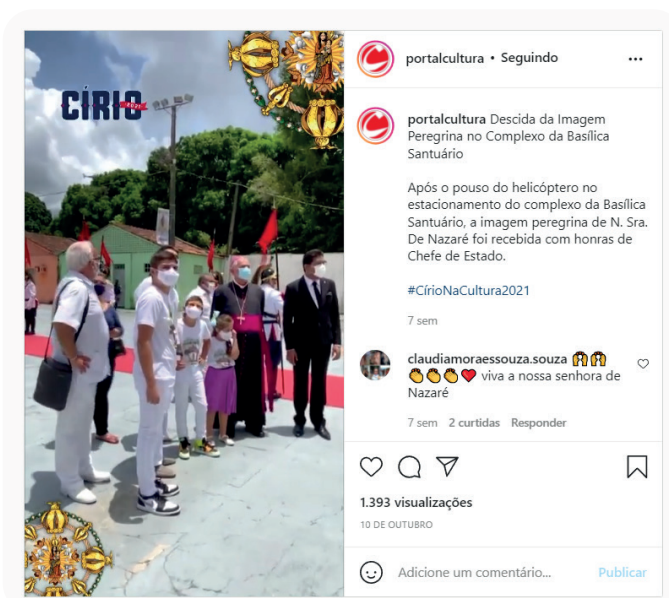 CÍRIO
2021
portalcultura • Seguindo
portalcultura Descida da Imagem
Peregrina no Complexo da Basílica
Santuário
Após o pouso do helicóptero no
estacionamento do complexo da Basílica
Santuário, a imagem peregrina de N. Sra.
De Nazaré foi recebida com honras de
Chefe de Estado.
#CírioNaCultura2021
7 sem
claudiamoraessouza.souza 🙌🙌
👏👏👏❤️ viva a nossa senhora de
Nazaré
7 sem 2 curtidas Responder
1.393 visualizações
10 DE OUTUBRO
Adicione um comentário... Publicar